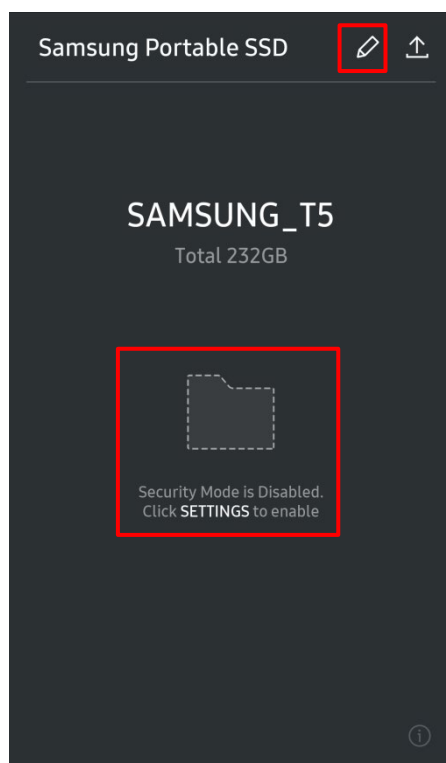 Samsung Portable SSD
SAMSUNG_T5
Total 232GB
Security Mode is Disabled.
Click SETTINGS to enable